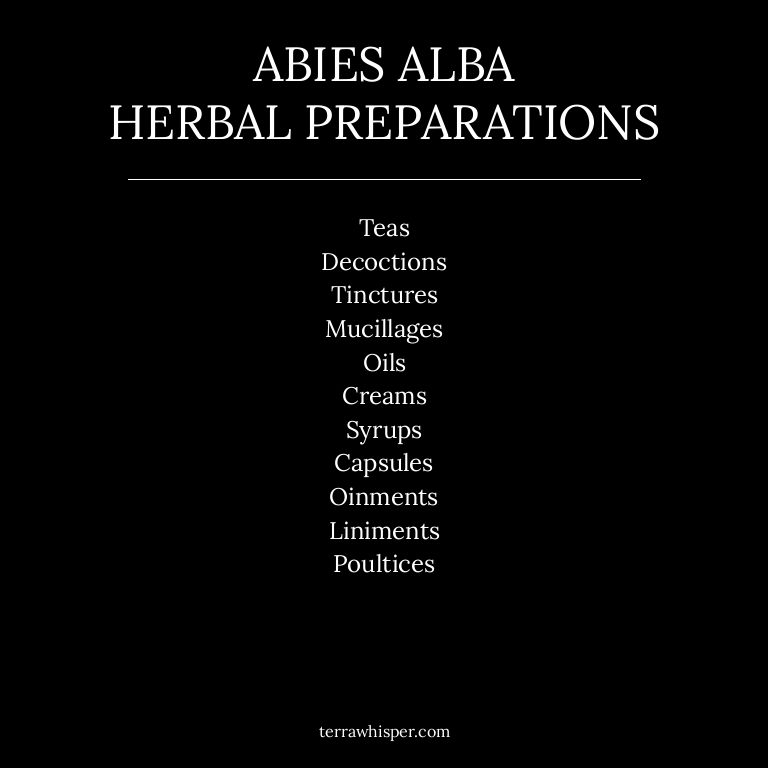 ABIES ALBA
HERBAL PREPARATIONS
Teas
Decoctions
Tinctures
Mucillages
Oils
Creams
Syrups
Capsules
Oinments
Liniments
Poultices
terrawhisper.com